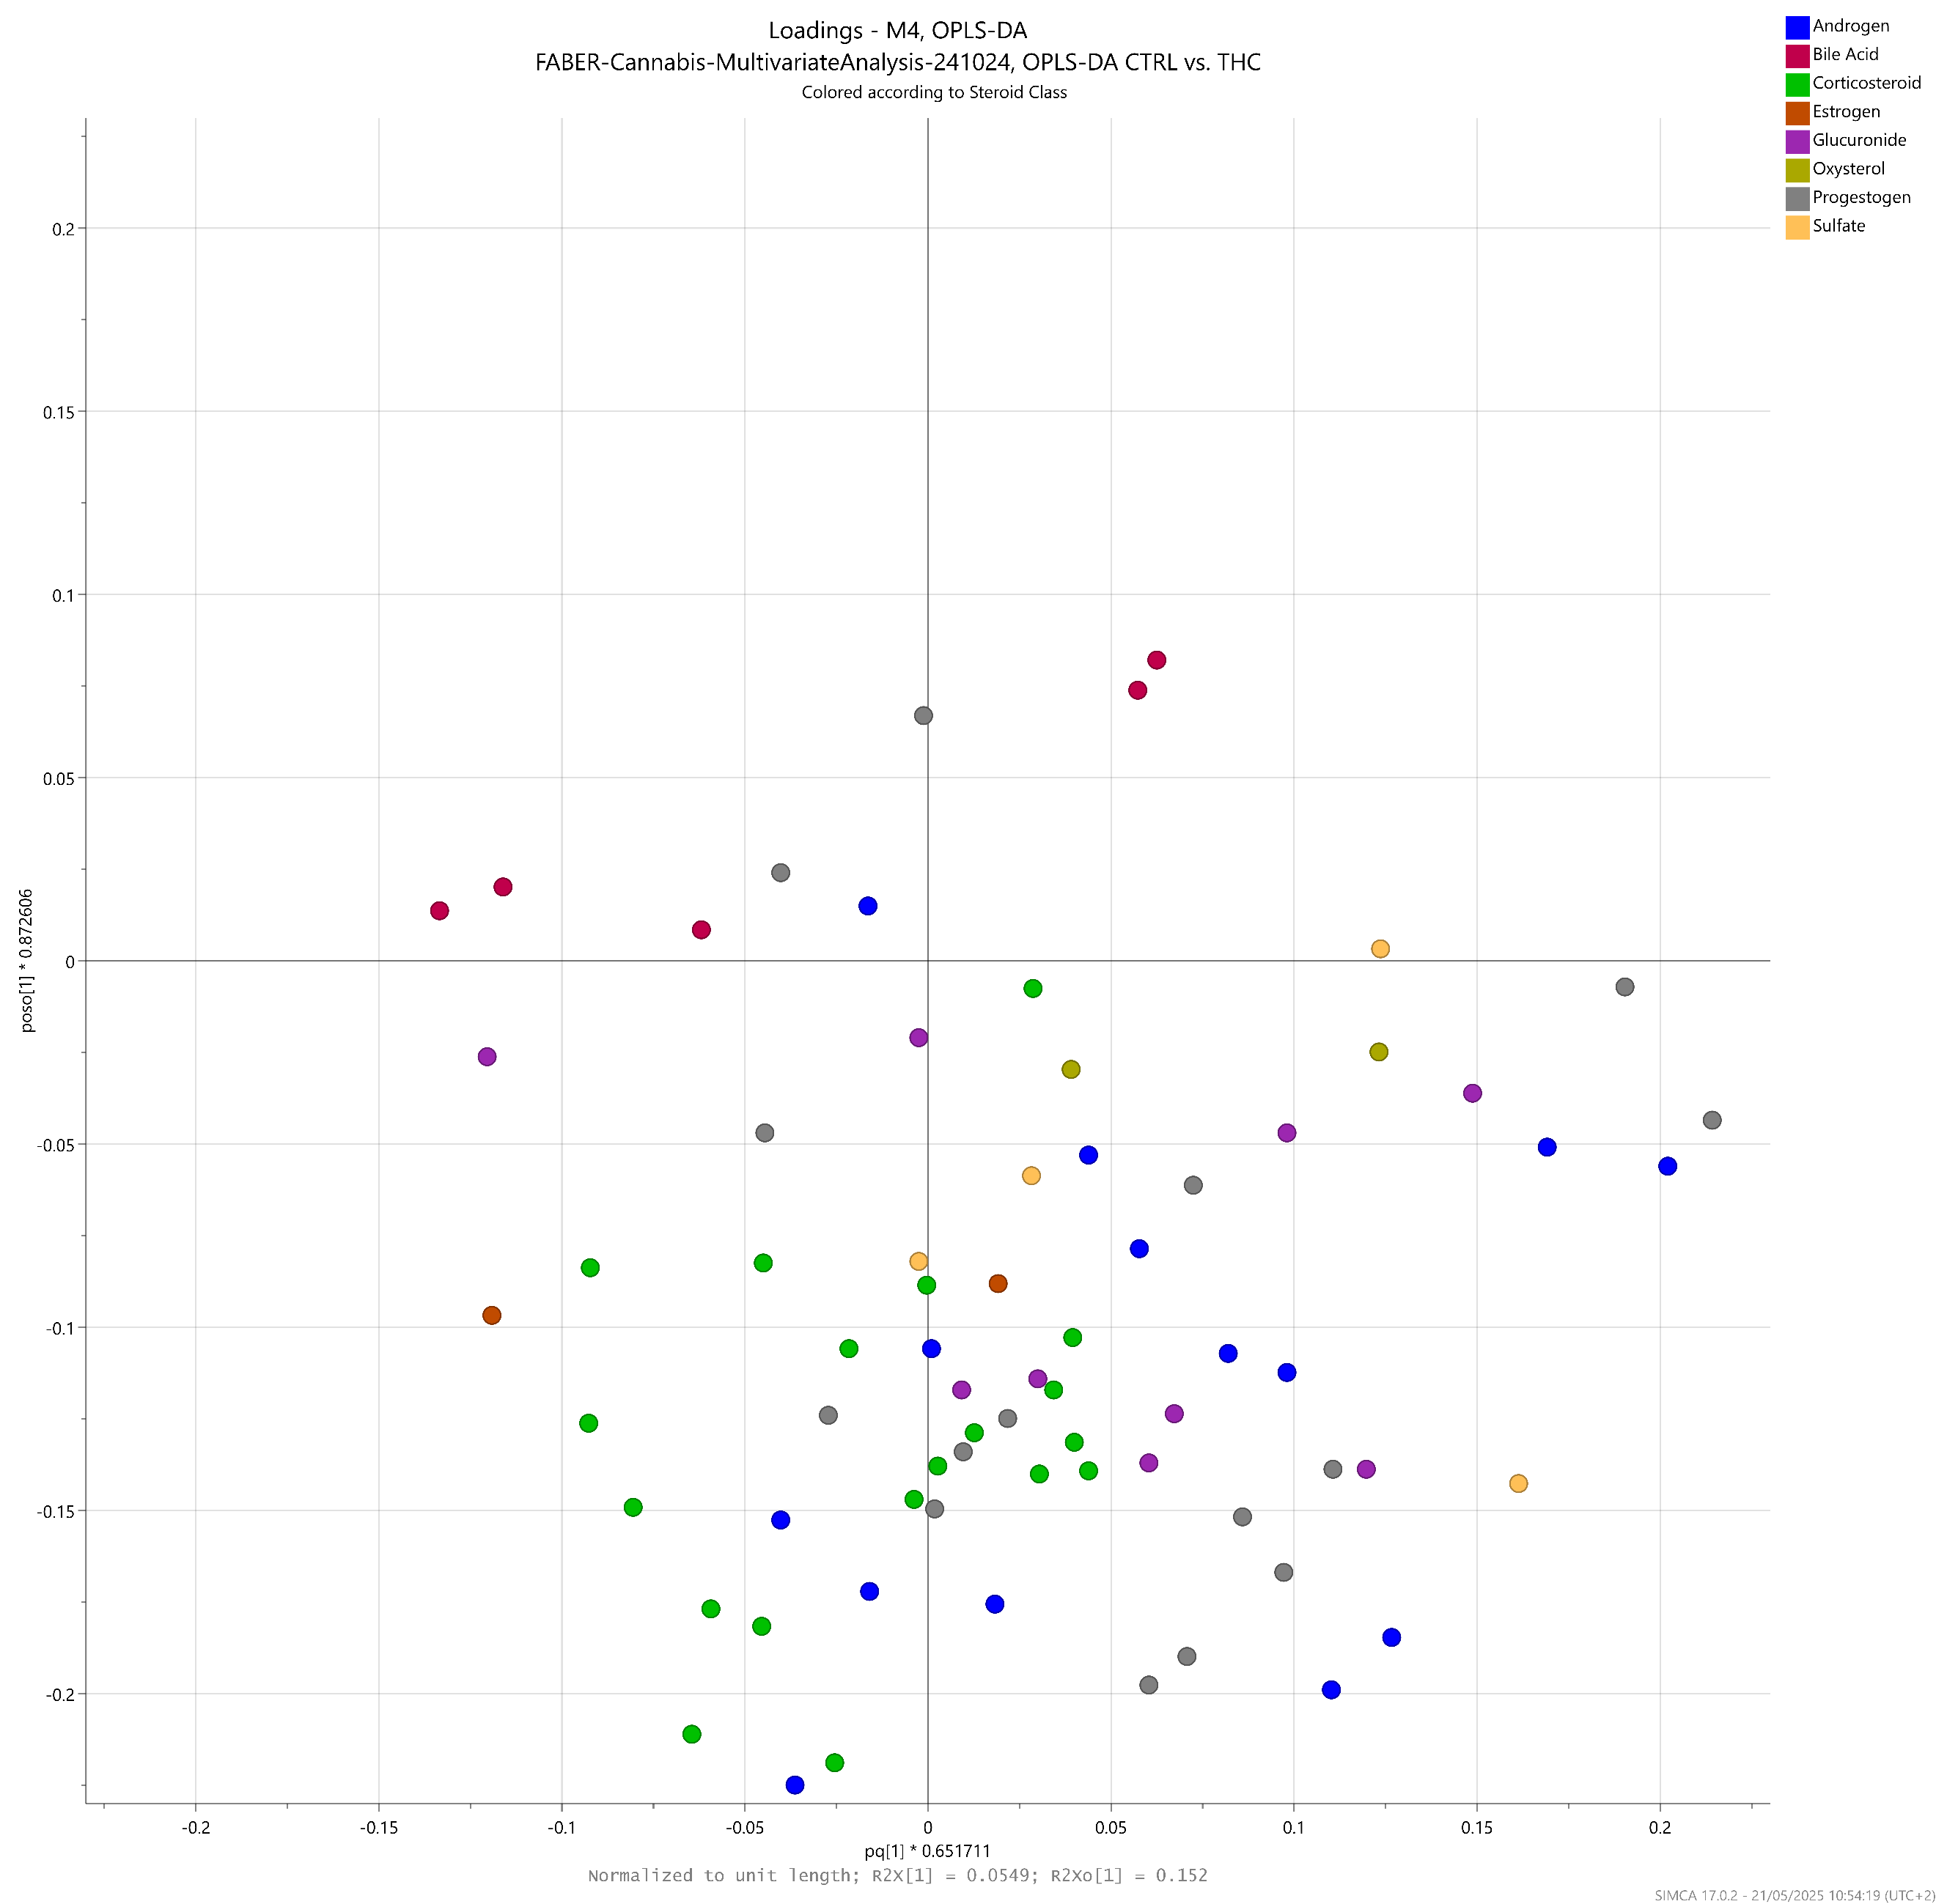 Loadings - M4, OPLS-DA
FABER-Cannabis-MultivariateAnalysis-241024, OPLS-DA CTRL vs. THC
Colored according to Steroid Class
Androgen
Bile Acid
Corticosteroid
Estrogen
Glucuronide
Oxysterol
Progestogen
Sulfate
poso[1] * 0.872606
0.2
0.15
0.1
0.05
0
-0.05
-0.1
-0.15
-0.2
-0.2 -0.15 -0.1 -0.05 0 0.05 0.1 0.15 0.2
pq[1] * 0.651711
Normalized to unit length; R2X[1] = 0.0549; R2Xo[1] = 0.152
SIMCA 17.0.2 - 21/05/2025 10:54:19 (UTC+2)